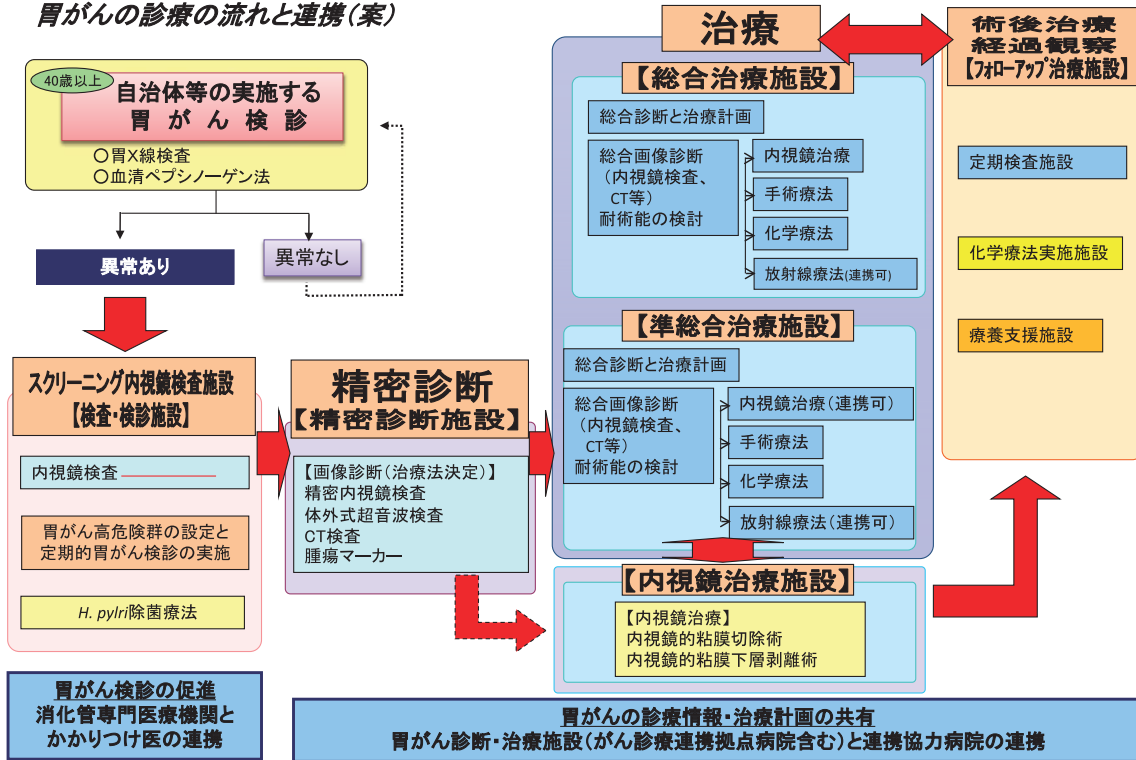 胃がんの診療の流れと連携(案)
40歳以上
自治体等の実施する
胃がん検診
○胃X線検査
○血清ペプシノーゲン法
異常あり
異常なし
スクリーニング内視鏡検査施設
【検査・検診施設】
内視鏡検査
胃がん高危険群の設定と
定期的胃がん検診の実施
H. pylri除菌療法
胃がん検診の促進
消化管専門医療機関と
かかりつけ医の連携
精密診断
【精密診断施設】
【画像診断(治療法決定)】
精密内視鏡検査
体外式超音波検査
CT検査
腫瘍マーカー
治療
【総合治療施設】
総合診断と治療計画
総合画像診断
(内視鏡検査、
CT等)
耐術能の検討
内視鏡治療
手術療法
化学療法
放射線療法(連携可)
【準総合治療施設】
総合診断と治療計画
総合画像診断
(内視鏡検査、
CT等)
耐術能の検討
内視鏡治療(連携可)
手術療法
化学療法
放射線療法(連携可)
【内視鏡治療施設】
【内視鏡治療】
内視鏡的粘膜切除術
内視鏡的粘膜下層剥離術
術後治療
経過観察
【フォローアップ治療施設】
定期検査施設
化学療法実施施設
療養支援施設
胃がんの診療情報・治療計画の共有
胃がん診断・治療施設(がん診療連携拠点病院含む)と連携協力病院の連携